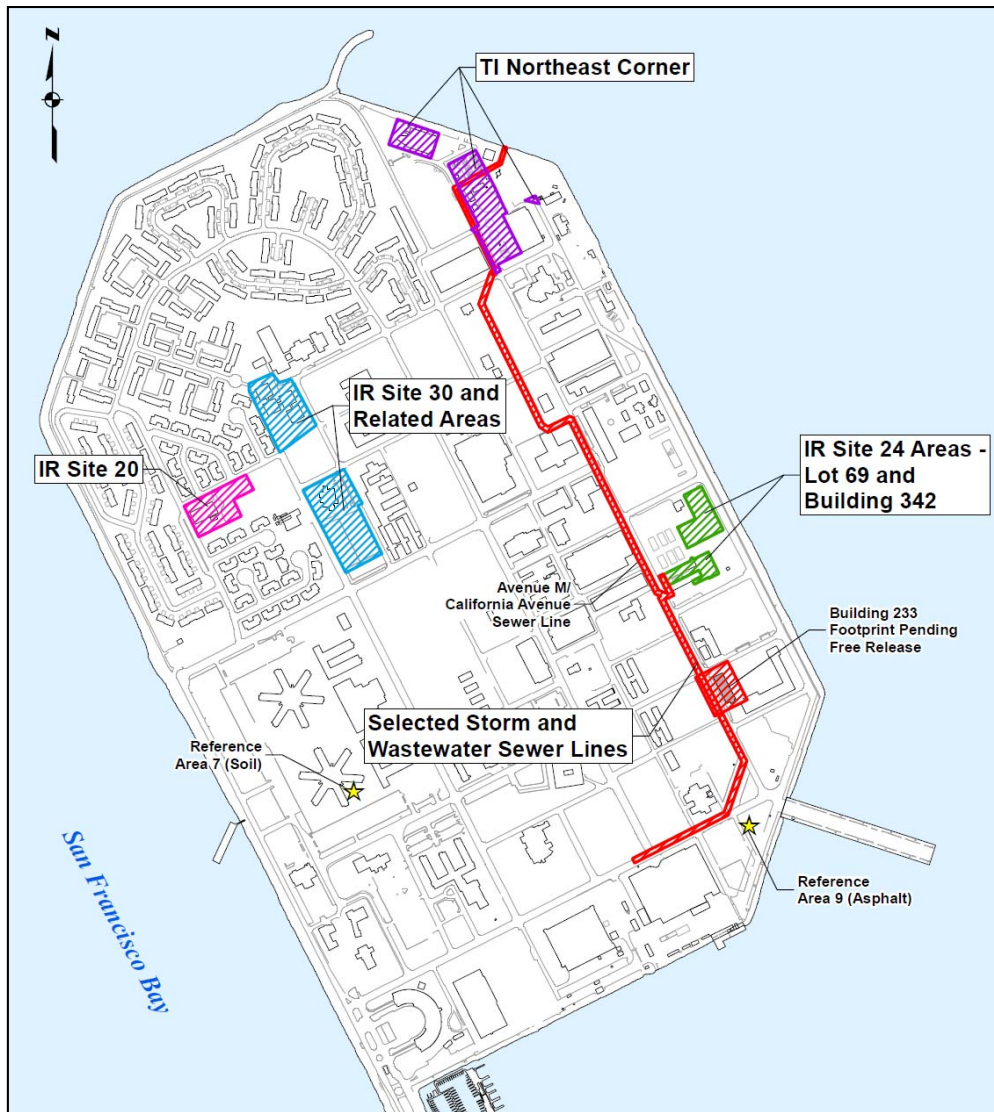 N
TI Northeast Corner
IR Site 30 and
Related Areas
IR Site 20
IR Site 24 Areas -
Lot 69 and
Building 342
Avenue M/
California Avenue
Sewer Line
Building 233
Footprint Pending
Free Release
Selected Storm and
Wastewater Sewer Lines
Reference
Area 7 (Soil)
Reference
Area 9 (Asphalt)
San Francisco Bay